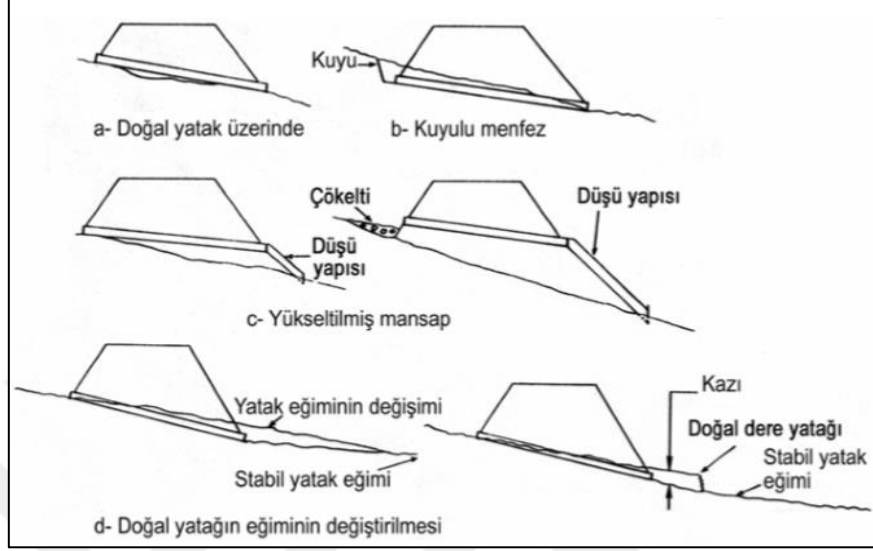 Kuyu
a- Doğal yatak üzerinde
b- Kuyulu menfez
Çökelti
Düşü yapısı
Düşü
yapısı
c- Yükseltilmiş mansap
Yatak eğiminin değişimi
Stabil yatak eğimi
Kazı
Doğal dere yatağı
Stabil yatak
eğimi
d- Doğal yatağın eğiminin değiştirilmesi